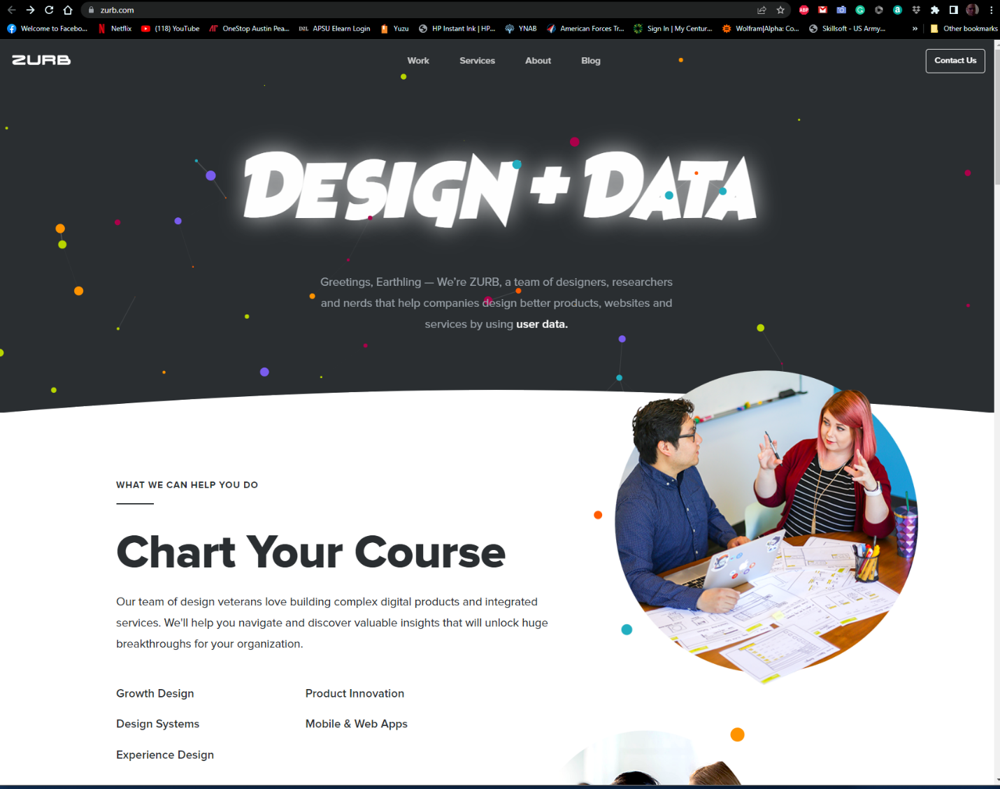 zurb.com
ABP
Welcome to Facebo...
Netflix
(118) YouTube
OneStop Austin Pea...
D2L
APSU Elearn Login
Yuzu
HP Instant Ink | HP...
YNAB
American Forces Tr...
Sign In | My Centur...
Wolfram|Alpha: Co...
Skillsoft - US Army...
»
Other bookmarks
ZURB
Work
Services
About
Blog
Contact Us
DESIGN + DATA
Greetings, Earthling — We’re ZURB, a team of designers, researchers
and nerds that help companies design better products, websites and
services by using user data.
WHAT WE CAN HELP YOU DO
Chart Your Course
Our team of design veterans love building complex digital products and integrated
services. We'll help you navigate and discover valuable insights that will unlock huge
breakthroughs for your organization.
Growth Design
Product Innovation
Design Systems
Mobile & Web Apps
Experience Design